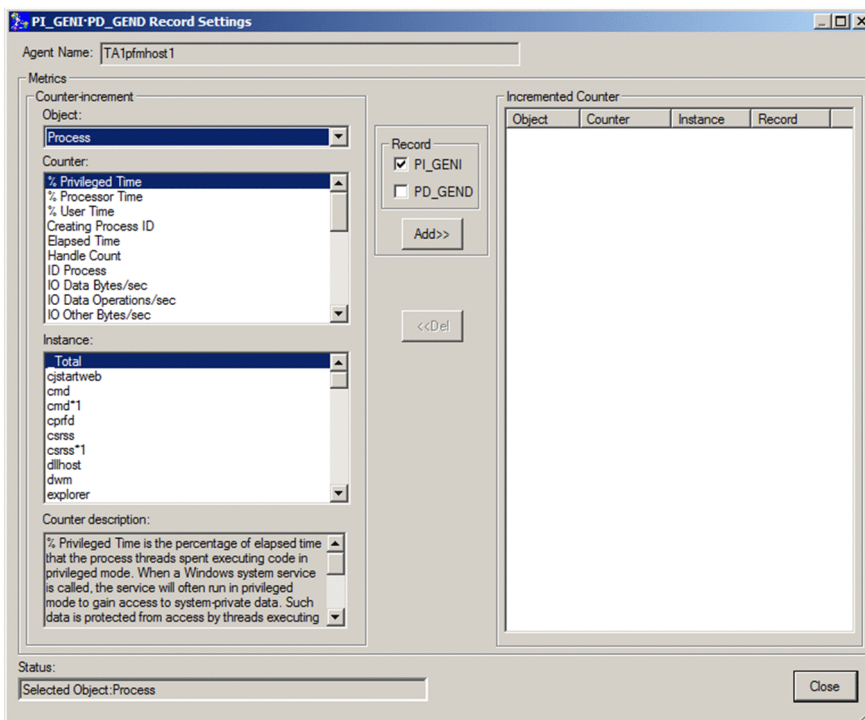 PI_GENI·PD_GEND Record Settings
Agent Name: TA1pfmhost1
Metrics
Counter-increment
Object:
Process
Counter:
% Privileged Time
% Processor Time
% User Time
Creating Process ID
Elapsed Time
Handle Count
ID Process
IO Data Bytes/sec
IO Data Operations/sec
IO Other Bytes/sec
Instance:
_Total
cjstartweb
cmd
cmd*1
cprfd
csrss
csrss*1
dllhost
dwm
explorer
Counter description:
% Privileged Time is the percentage of elapsed time
that the process threads spent executing code in
privileged mode. When a Windows system service
is called, the service will often run in privileged
mode to gain access to system-private data. Such
data is protected from access by threads executing
Record
PI_GENI
PD_GEND
Add>>
<<Del
Incremented Counter
Object Counter Instance Record
Status:
Selected Object:Process
Close